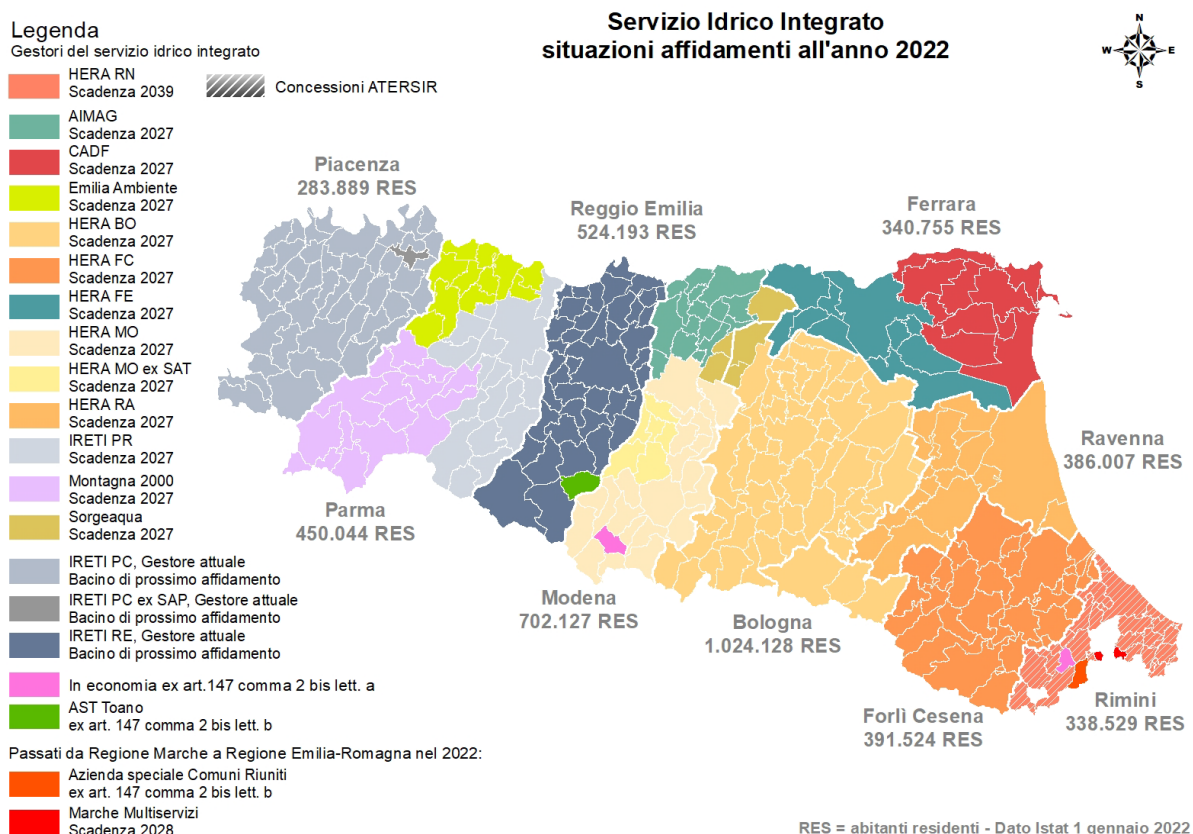 Servizio Idrico Integrato
situazioni affidamenti all'anno 2022
N
W
E
S
Legenda
Gestori del servizio idrico integrato
HERA RN
Scadenza 2039
Concessioni ATERSIR
AIMAG
Scadenza 2027
CADF
Scadenza 2027
Emilia Ambiente
Scadenza 2027
HERA BO
Scadenza 2027
HERA FC
Scadenza 2027
HERA FE
Scadenza 2027
HERA MO
Scadenza 2027
HERA MO ex SAT
Scadenza 2027
HERA RA
Scadenza 2027
IRETI PR
Scadenza 2027
Montagna 2000
Scadenza 2027
Sorgeaqua
Scadenza 2027
IRETI PC, Gestore attuale
Bacino di prossimo affidamento
IRETI PC ex SAP, Gestore attuale
Bacino di prossimo affidamento
IRETI RE, Gestore attuale
Bacino di prossimo affidamento
In economia ex art.147 comma 2 bis lett. a
AST Toano
ex art. 147 comma 2 bis lett. b
Passati da Regione Marche a Regione Emilia-Romagna nel 2022:
Azienda speciale Comuni Riuniti
ex art. 147 comma 2 bis lett. b
Marche Multiservizi
Scadenza 2028
Piacenza
283.889 RES
Reggio Emilia
524.193 RES
Ferrara
340.755 RES
Ravenna
386.007 RES
Parma
450.044 RES
Modena
702.127 RES
Bologna
1.024.128 RES
Forlì Cesena
391.524 RES
Rimini
338.529 RES
RES = abitanti residenti - Dato Istat 1 gennaio 2022